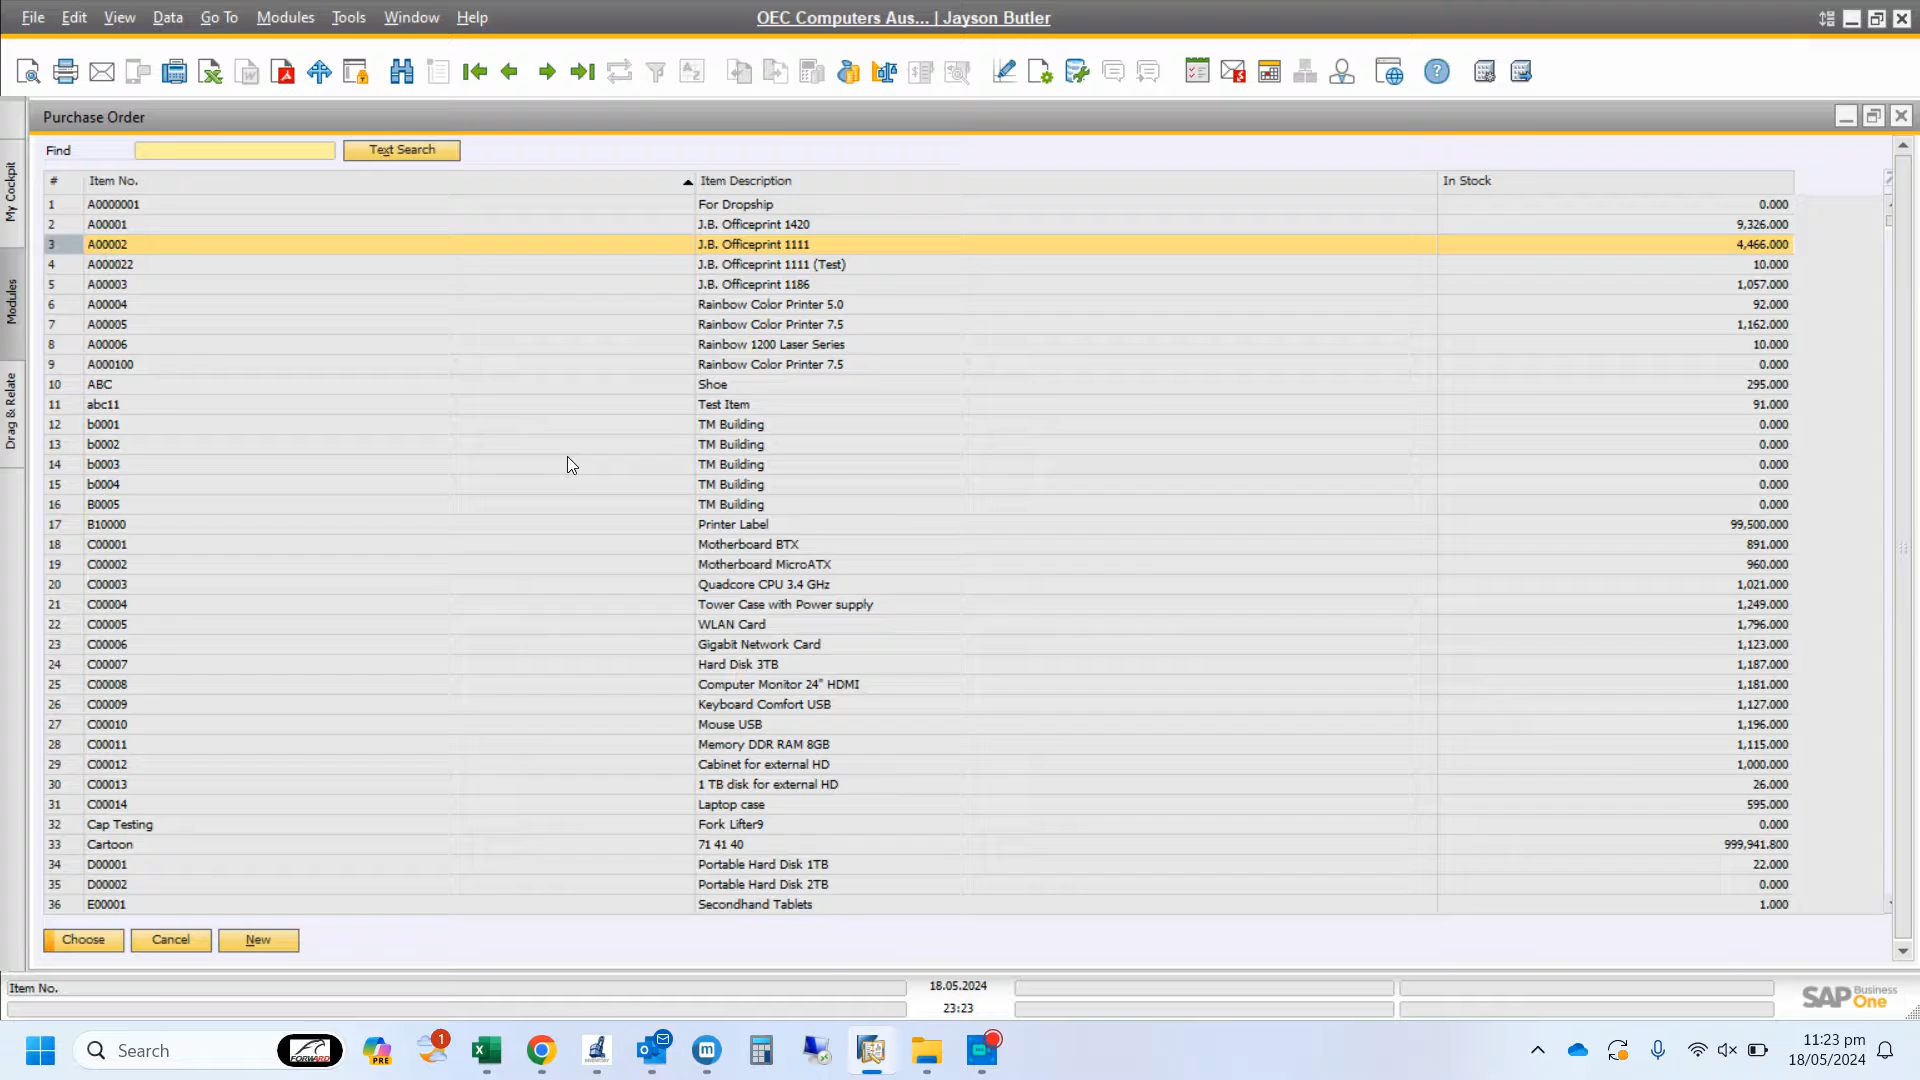 File Edit View Data Go To Modules Tools Window Help OEC Computers Aus... | Jayson Butler
Purchase Order
Find Text Search
# Item No. Item Description In Stock
1 A0000001 For Dropship 0.000
2 A00001 J.B. Officeprint 1420 9,326.000
3 A00002 J.B. Officeprint 1111 4,466.000
4 A000022 J.B. Officeprint 1111 (Test) 10.000
5 A00003 J.B. Officeprint 1186 1,057.000
6 A00004 Rainbow Color Printer 5.0 92.000
7 A00005 Rainbow Color Printer 7.5 1,162.000
8 A00006 Rainbow 1200 Laser Series 10.000
9 A000100 Rainbow Color Printer 7.5 0.000
10 ABC Shoe 295.000
11 abc11 Test Item 91.000
12 b0001 TM Building 0.000
13 b0002 TM Building 0.000
14 b0003 TM Building 0.000
15 b0004 TM Building 0.000
16 B0005 TM Building 0.000
17 B10000 Printer Label 99,500.000
18 C00001 Motherboard BTX 891.000
19 C00002 Motherboard MicroATX 960.000
20 C00003 Quadcore CPU 3.4 GHz 1,021.000
21 C00004 Tower Case with Power supply 1,249.000
22 C00005 WLAN Card 1,796.000
23 C00006 Gigabit Network Card 1,123.000
24 C00007 Hard Disk 3TB 1,187.000
25 C00008 Computer Monitor 24" HDMI 1,181.000
26 C00009 Keyboard Comfort USB 1,127.000
27 C00010 Mouse USB 1,196.000
28 C00011 Memory DDR RAM 8GB 1,115.000
29 C00012 Cabinet for external HD 1,000.000
30 C00013 1 TB disk for external HD 26.000
31 C00014 Laptop case 595.000
32 Cap Testing Fork Lifter9 0.000
33 Cartoon 71 41 40 999,941.800
34 D00001 Portable Hard Disk 1TB 22.000
35 D00002 Portable Hard Disk 2TB 0.000
36 E00001 Secondhand Tablets 1.000
My Cockpit
Modules
Drag & Relate
Choose Cancel New
Item No. 18.05.2024
23:23
SAP Business One
Search FORWARD PRE 1 INVENTORY 11:23 pm
18/05/2024